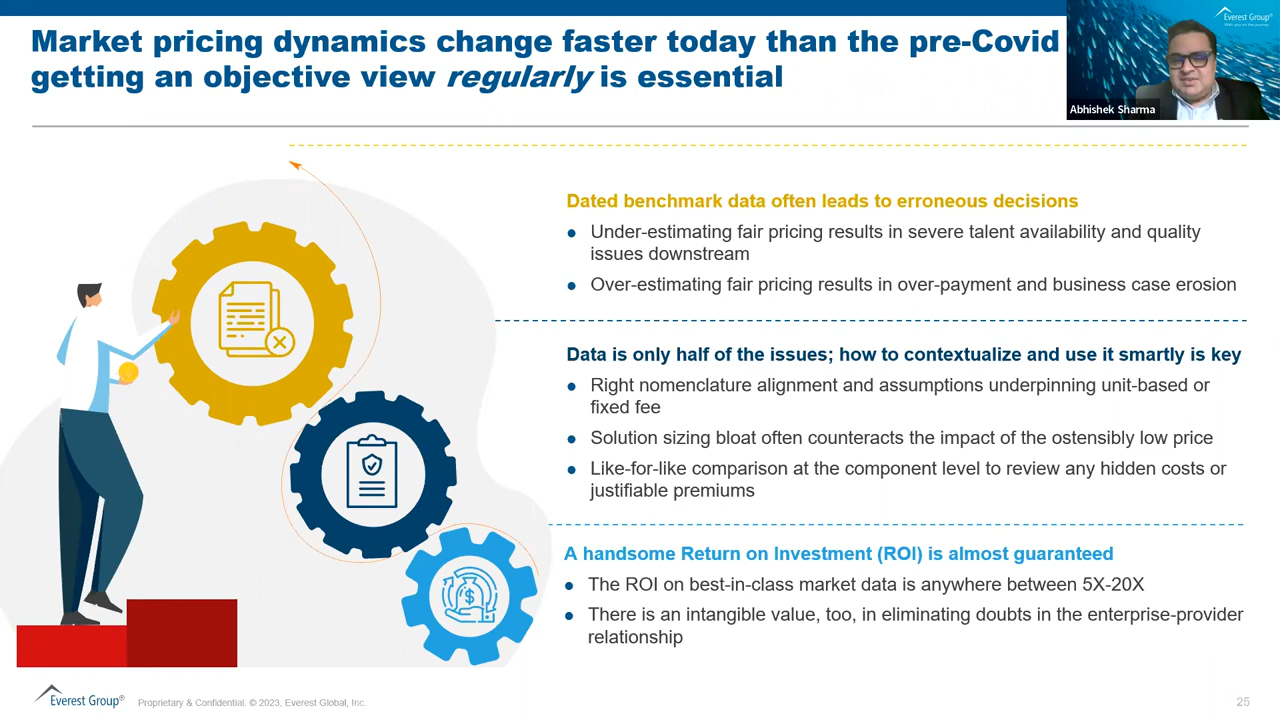 Market pricing dynamics change faster today than the pre-Covid
getting an objective view regularly is essential
Everest Group®
With you on the journey
Abhishek Sharma
Dated benchmark data often leads to erroneous decisions
● Under-estimating fair pricing results in severe talent availability and quality
issues downstream
● Over-estimating fair pricing results in over-payment and business case erosion
Data is only half of the issues; how to contextualize and use it smartly is key
● Right nomenclature alignment and assumptions underpinning unit-based or
fixed fee
● Solution sizing bloat often counteracts the impact of the ostensibly low price
● Like-for-like comparison at the component level to review any hidden costs or
justifiable premiums
A handsome Return on Investment (ROI) is almost guaranteed
● The ROI on best-in-class market data is anywhere between 5X-20X
● There is an intangible value, too, in eliminating doubts in the enterprise-provider
relationship
$
Everest Group®
Proprietary & Confidential. © 2023, Everest Global, Inc.
25